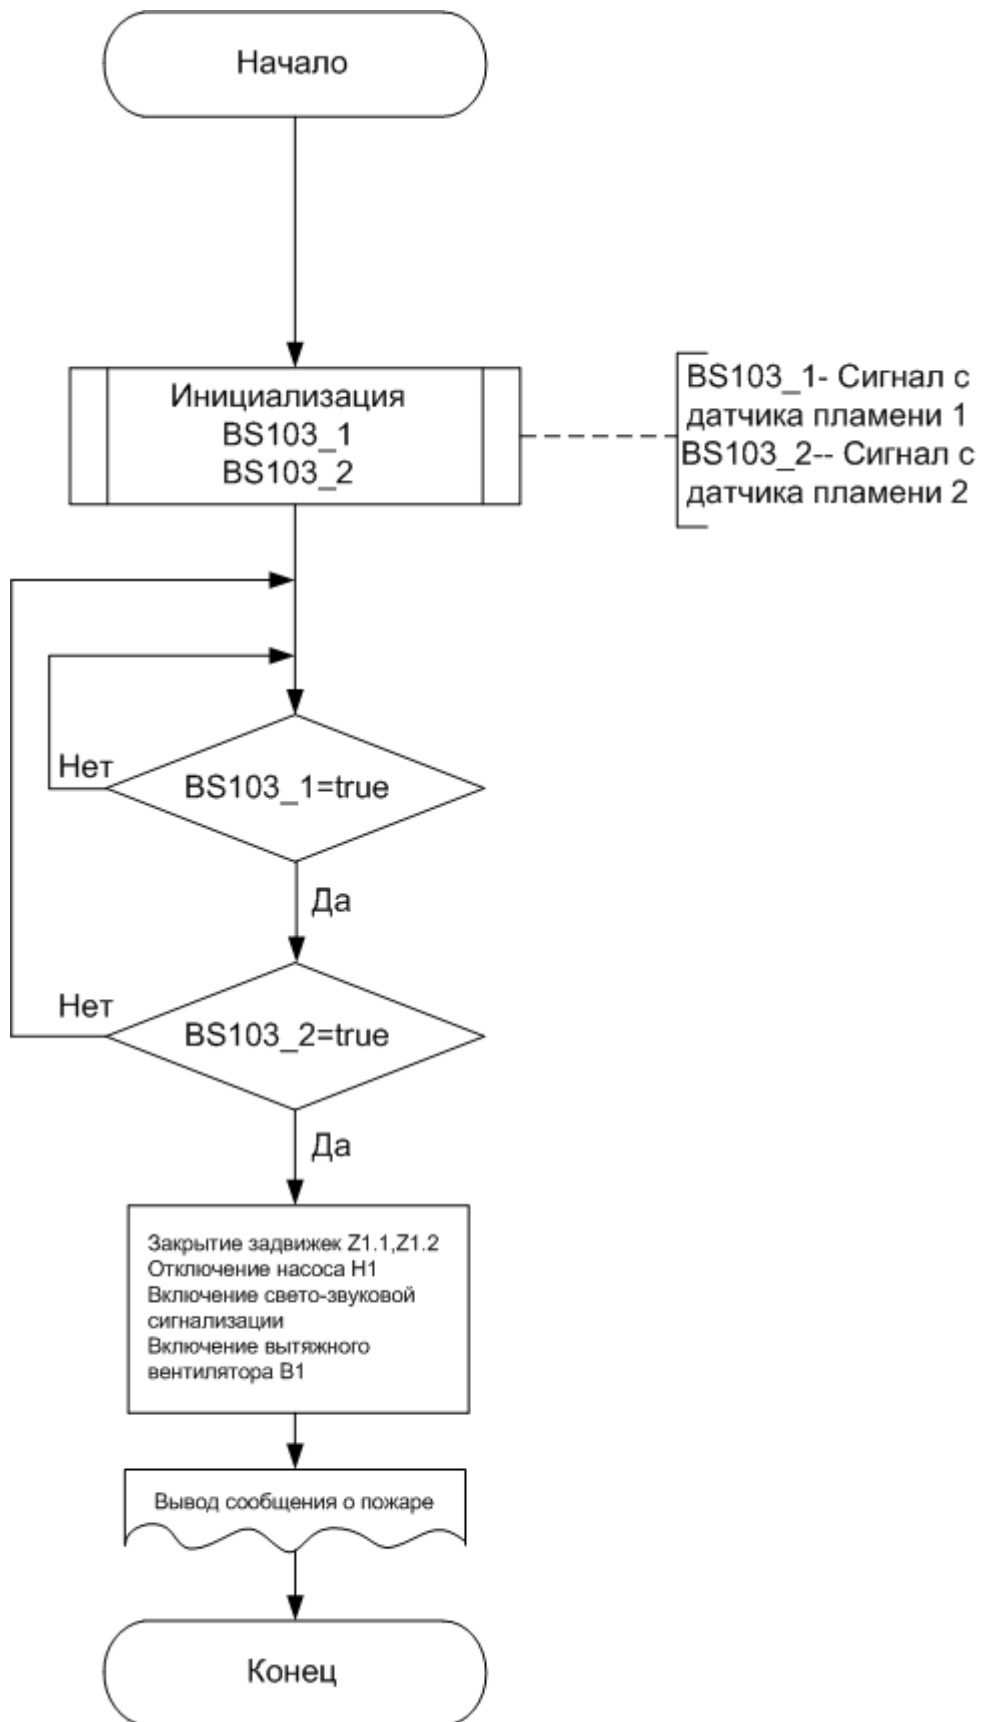 Начало
Инициализация
BS103_1
BS103_2
BS103_1- Сигнал с
датчика пламени 1
BS103_2-- Сигнал с
датчика пламени 2
Нет
BS103_1=true
Да
Нет
BS103_2=true
Да
Закрытие задвижек Z1.1,Z1.2
Отключение насоса Н1
Включение свето-звуковой
сигнализации
Включение вытяжного
вентилятора В1
Вывод сообщения о пожаре
Конец